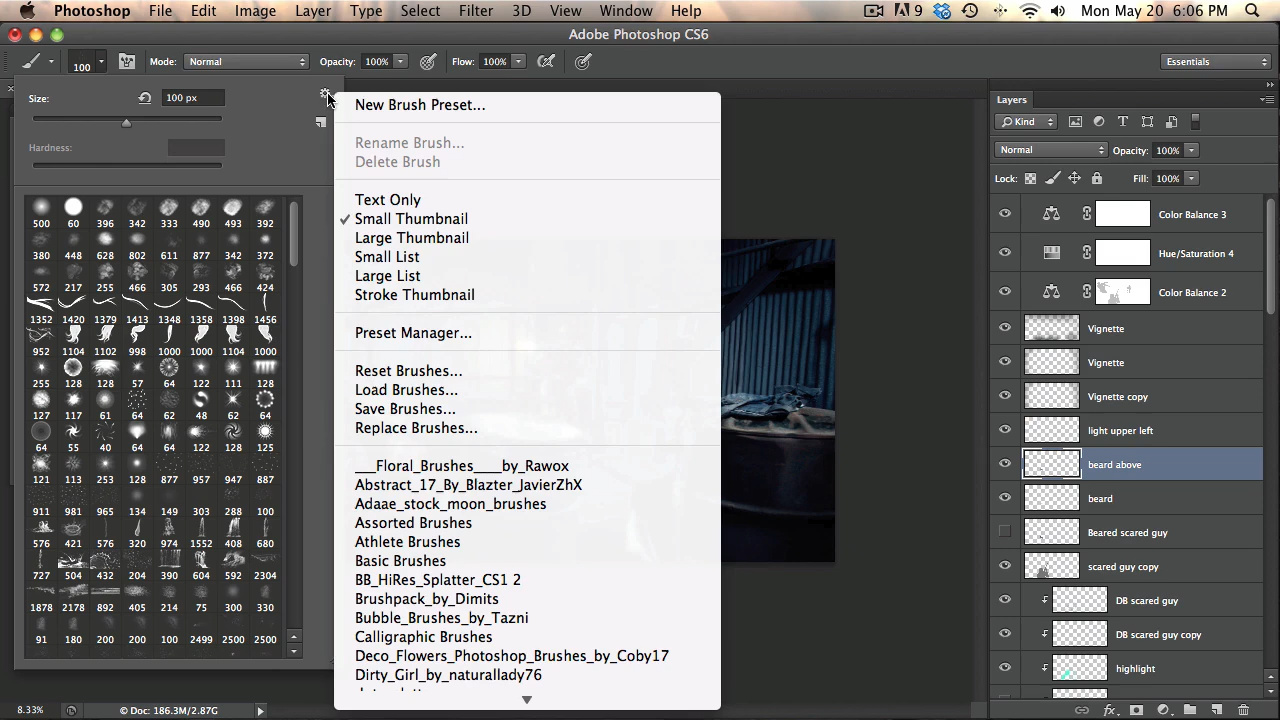 Photoshop File Edit Image Layer Type Select Filter 3D View Window Help 9 Mon May 20 6:06 PM
Adobe Photoshop CS6
100 Mode: Normal Opacity: 100% Flow: 100% Essentials
Size: 100 px
Hardness:
500 60 396 342 333 490 493 392
380 448 628 802 611 877 342 372
572 217 255 466 205 293 466 424
1352 1420 1379 1413 1348 1358 1398 1456
952 1104 1102 998 1000 1000 1104 1000
255 128 128 57 64 122 111 128
127 117 61 64 62 48 62 64
64 55 40 64 64 122 128 125
121 113 253 128 877 957 947 887
911 981 965 134 149 303 288 100
576 421 576 320 974 1552 408 680
727 504 432 204 390 604 592 2304
1878 2178 892 405 214 75 300 330
91 180 200 200 100 2499 2500 2500
New Brush Preset...
Rename Brush...
Delete Brush
Text Only
Small Thumbnail
Large Thumbnail
Small List
Large List
Stroke Thumbnail
Preset Manager...
Reset Brushes...
Load Brushes...
Save Brushes...
Replace Brushes...
___Floral_Brushes____by_Rawox
Abstract_17_By_Blazter_JavierZhX
Adaae_stock_moon_brushes
Assorted Brushes
Athlete Brushes
Basic Brushes
BB_HiRes_Splatter_CS1 2
Brushpack_by_Dimits
Bubble_Brushes_by_Tazni
Calligraphic Brushes
Deco_Flowers_Photoshop_Brushes_by_Coby17
Dirty_Girl_by_naturallady76
Layers
Kind
Normal Opacity: 100%
Lock: Fill: 100%
Color Balance 3
Hue/Saturation 4
Color Balance 2
Vignette
Vignette
Vignette copy
light upper left
beard above
beard
Beared scared guy
scared guy copy
DB scared guy
DB scared guy copy
highlight
fx
8.33% Doc: 186.3M/2.87G